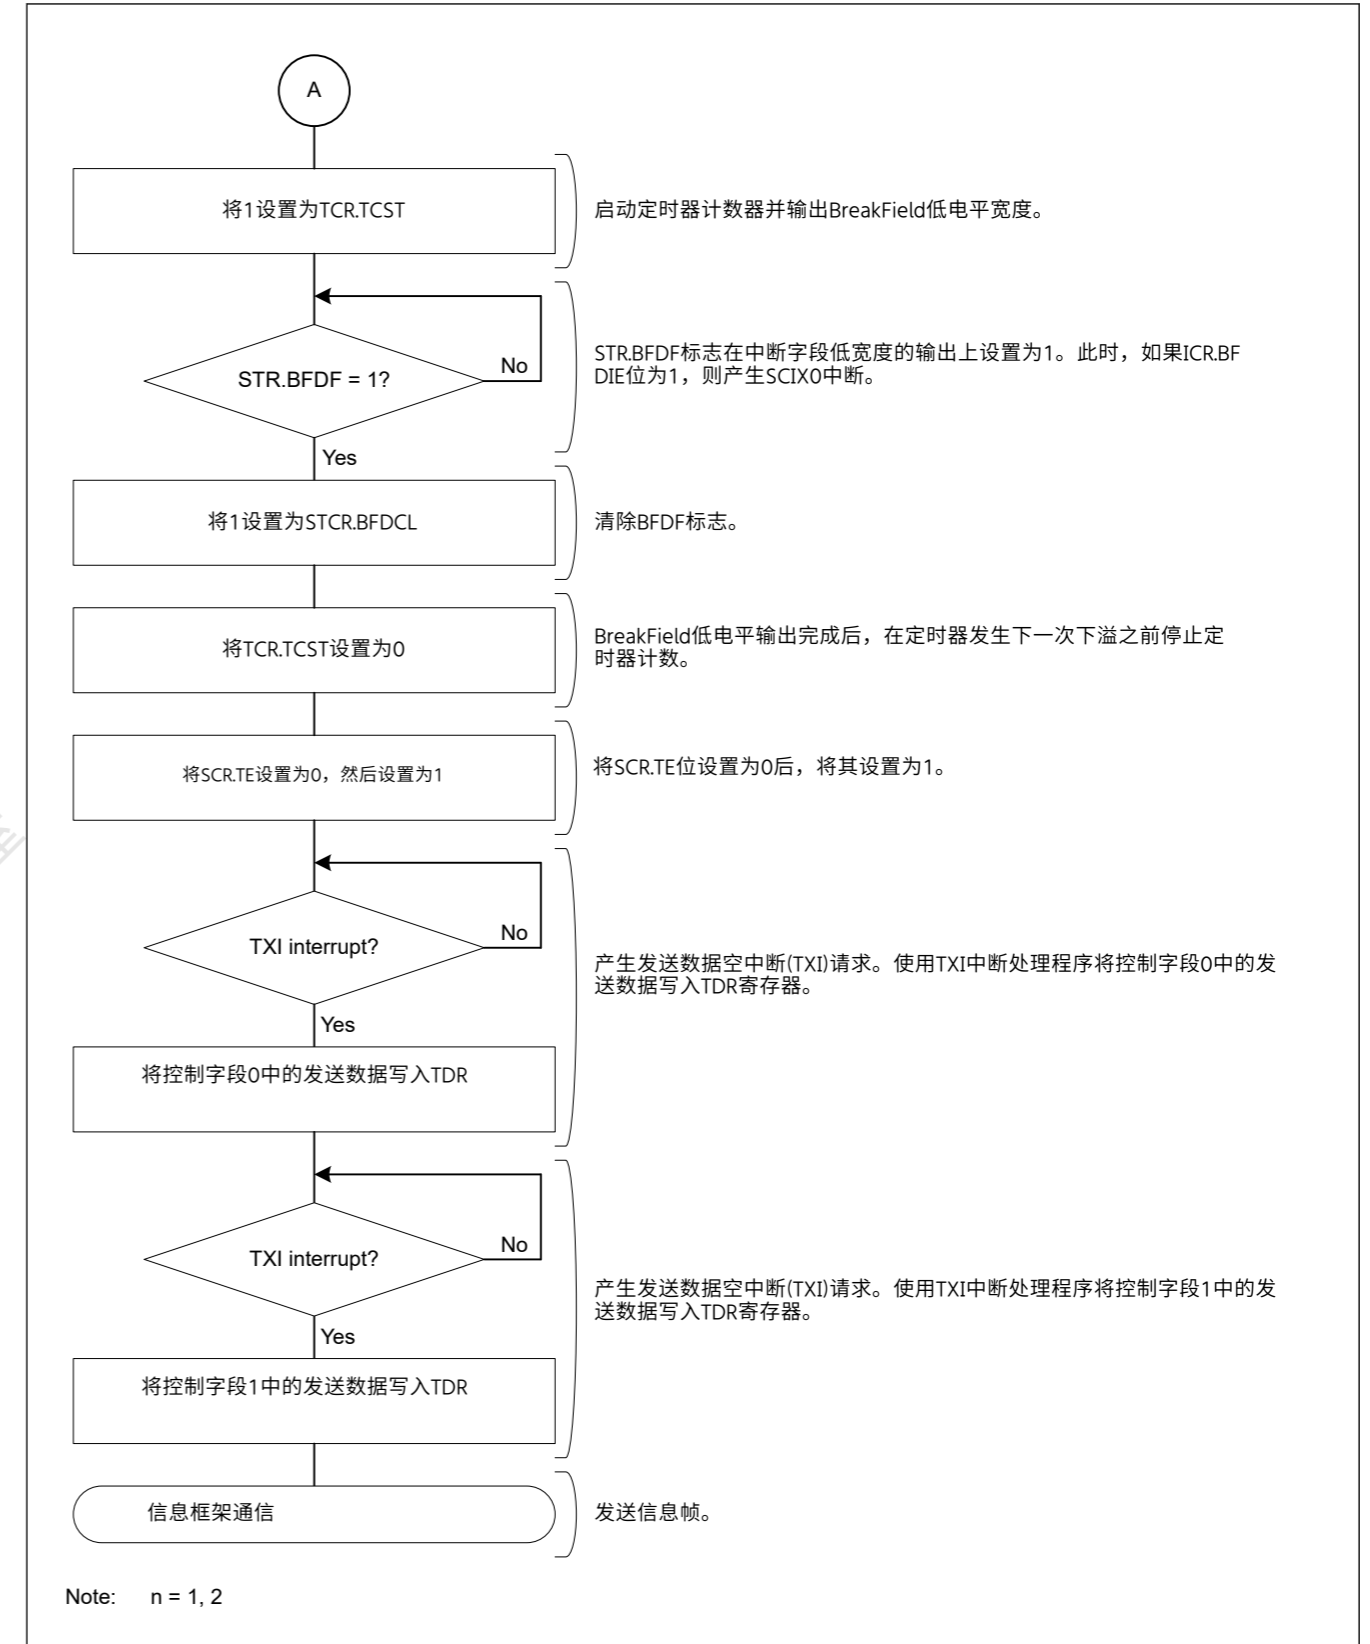 A
将1设置为TCR.TCST
启动定时器计数器并输出BreakField低电平宽度。
STR.BFDF = 1?
No
STR.BFDF标志在中断字段低宽度的输出上设置为1。此时，如果ICR.BF
DIE位为1，则产生SCIX0中断。
Yes
将1设置为STCR.BFDCL
清除BFDF标志。
将TCR.TCST设置为0
BreakField低电平输出完成后，在定时器发生下一次下溢之前停止定
时器计数。
将SCR.TE设置为0，然后设置为1
将SCR.TE位设置为0后，将其设置为1。
TXI interrupt?
No
产生发送数据空中断(TXI)请求。使用TXI中断处理程序将控制字段0中的发
送数据写入TDR寄存器。
Yes
将控制字段0中的发送数据写入TDR
TXI interrupt?
No
产生发送数据空中断(TXI)请求。使用TXI中断处理程序将控制字段1中的发
送数据写入TDR寄存器。
Yes
将控制字段1中的发送数据写入TDR
信息框架通信
发送信息帧。
Note: n = 1, 2